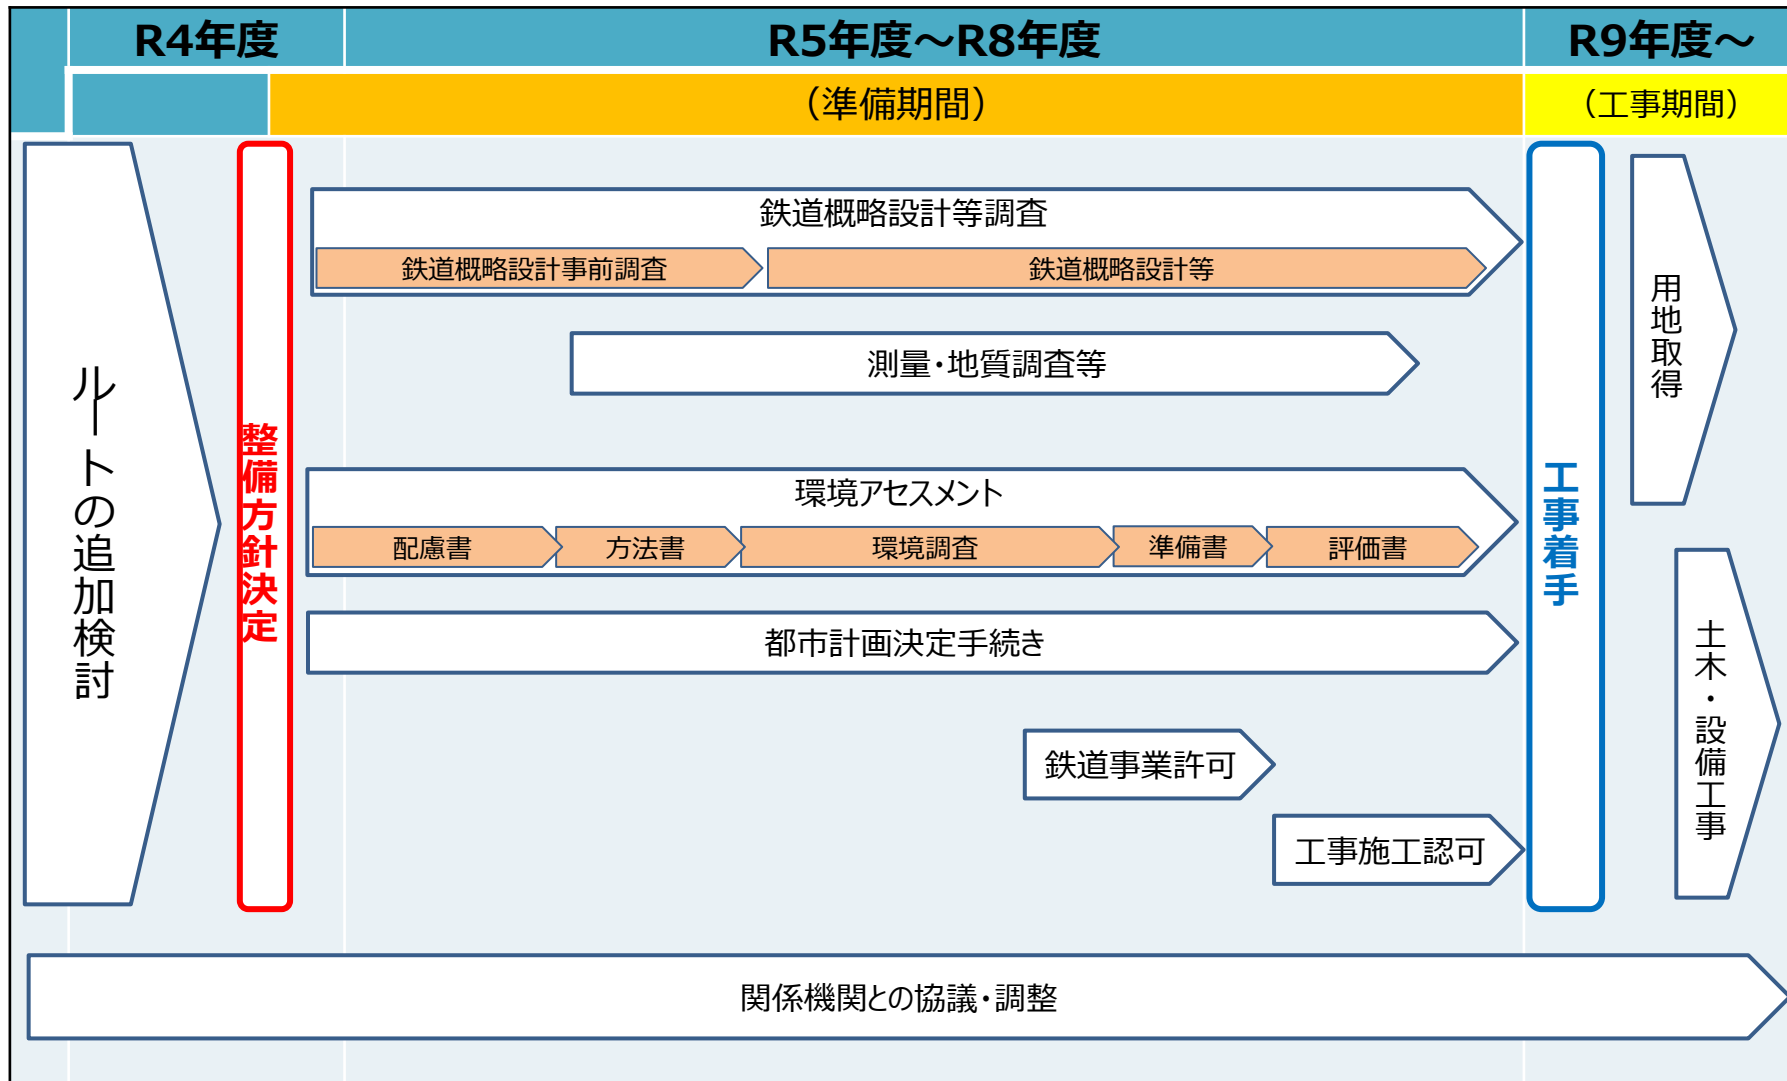 R4年度
R5年度～R8年度
R9年度～
（準備期間）
（工事期間）
ルートの追加検討
整備方針決定
鉄道概略設計等調査
鉄道概略設計事前調査
鉄道概略設計等
測量・地質調査等
環境アセスメント
配慮書
方法書
環境調査
準備書
評価書
都市計画決定手続き
鉄道事業許可
工事施工認可
工事着手
用地取得
土木・設備工事
関係機関との協議・調整